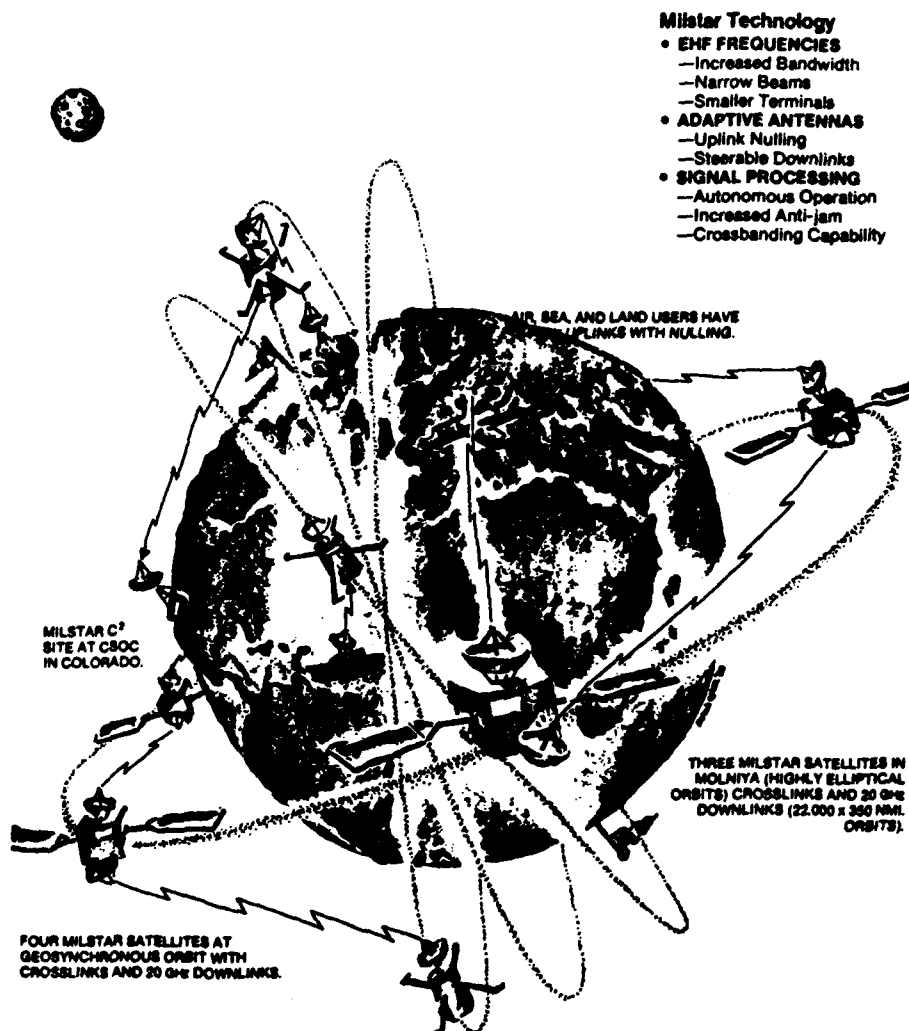 Milstar Technology
• EHF FREQUENCIES
—Increased Bandwidth
—Narrow Beams
—Smaller Terminals
• ADAPTIVE ANTENNAS
—Uplink Nulling
—Steerable Downlinks
• SIGNAL PROCESSING
—Autonomous Operation
—Increased Anti-jam
—Crossbanding Capability
AIR, SEA, AND LAND USERS HAVE
UPLINKS WITH NULLING.
MILSTAR C²
SITE AT CSOC
IN COLORADO.
THREE MILSTAR SATELLITES IN
MOLNIYA (HIGHLY ELLIPTICAL
ORBITS) CROSSLINKS AND 20 GHz
DOWNLINKS (22.000 x 350 NMI.
ORBITS).
FOUR MILSTAR SATELLITES AT
GEOSYNCHRONOUS ORBIT WITH
CROSSLINKS AND 20 GHz DOWNLINKS.